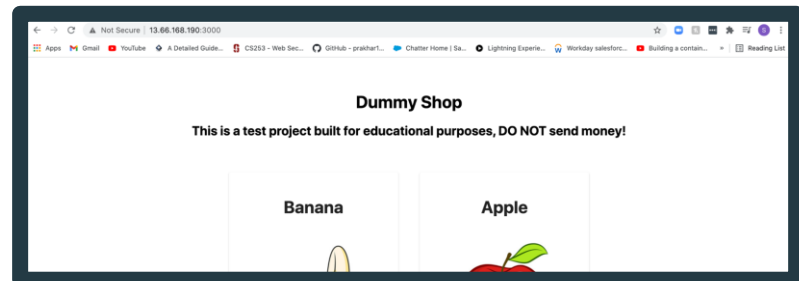 Not Secure | 13.66.168.190:3000
Apps Gmail YouTube A Detailed Guide... CS253 - Web Sec... GitHub - prakhar1... Chatter Home | Sa... Lightning Experie... Workday salesforc... Building a contain... » Reading List
Dummy Shop
This is a test project built for educational purposes, DO NOT send money!
Banana Apple